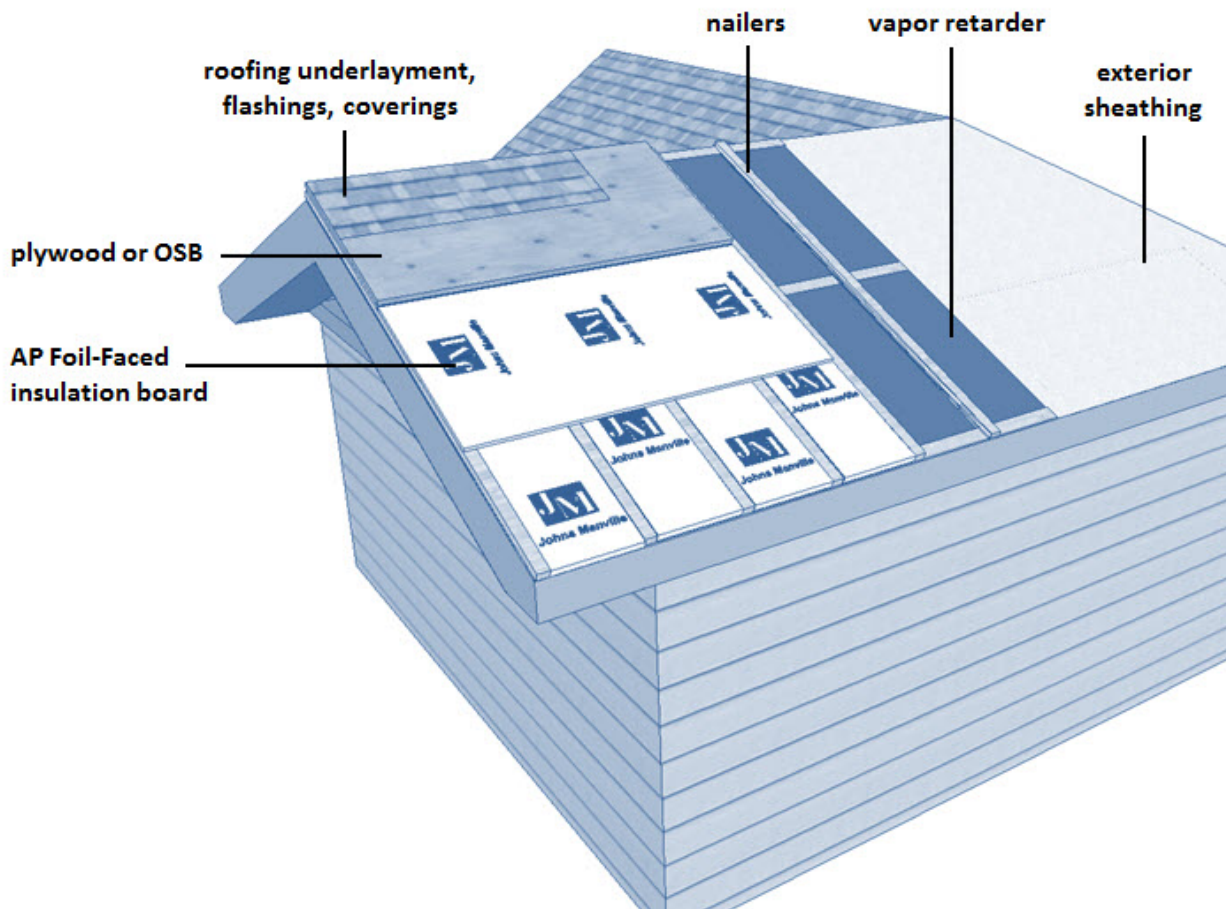 nailers
vapor retarder
roofing underlayment,
flashings, coverings
exterior
sheathing
plywood or OSB
AP Foil-Faced
insulation board
JM
Johns Manville
JM
Johns Manville
JM
Johns Manville
JM
Johns Manville
JM
Johns Manville
JM
Johns Manville
JM
Johns Manville